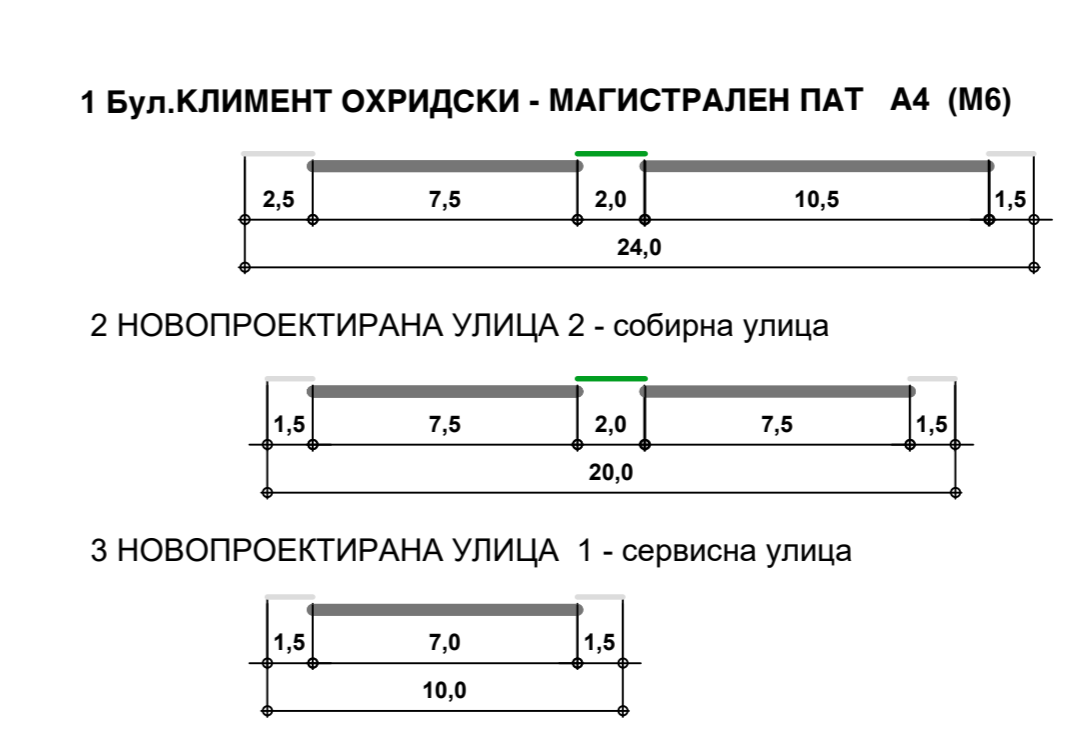 1 Бул.КЛИМЕНТ ОХРИДСКИ - МАГИСТРАЛЕН ПАТ А4 (М6)
2,5 7,5 2,0 10,5 1,5
24,0
2 НОВОПРОЕКТИРАНА УЛИЦА 2 - собирна улица
1,5 7,5 2,0 7,5 1,5
20,0
3 НОВОПРОЕКТИРАНА УЛИЦА 1 - сервисна улица
1,5 7,0 1,5
10,0